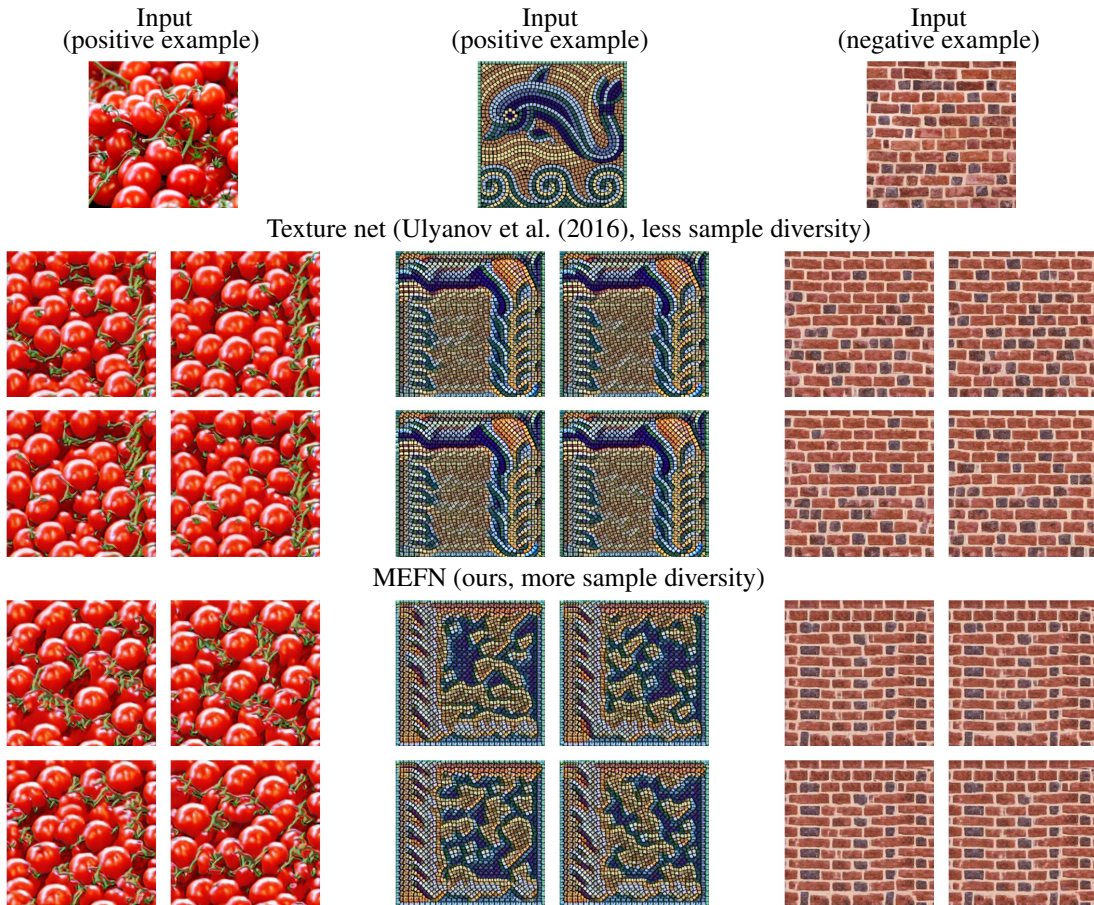 Input
(positive example)
Input
(positive example)
Input
(negative example)
Texture net (Ulyanov et al. (2016), less sample diversity)
MEFN (ours, more sample diversity)